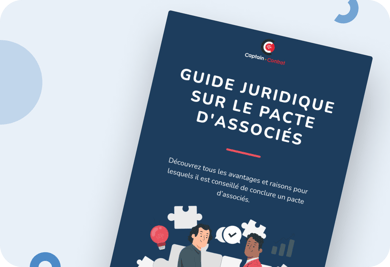 Captain Contrat
GUIDE JURIDIQUE
SUR LE PACTE
D'ASSOCIÉS
Découvrez tous les avantages et raisons pour
lesquels il est conseillé de conclure un pacte
d'associés.